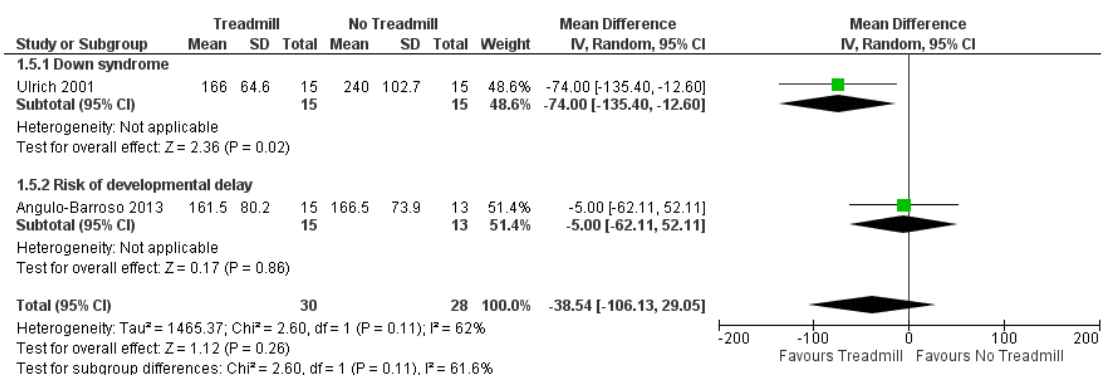 Treadmill No Treadmill Mean Difference Mean Difference
Study or Subgroup Mean SD Total Mean SD Total Weight IV, Random, 95% CI IV, Random, 95% CI
1.5.1 Down syndrome
Ulrich 2001 166 64.6 15 240 102.7 15 48.6% -74.00 [-135.40, -12.60]
Subtotal (95% CI) 15 15 48.6% -74.00 [-135.40, -12.60]
Heterogeneity: Not applicable
Test for overall effect: Z = 2.36 (P = 0.02)
1.5.2 Risk of developmental delay
Angulo-Barroso 2013 161.5 80.2 15 166.5 73.9 13 51.4% -5.00 [-62.11, 52.11]
Subtotal (95% CI) 15 13 51.4% -5.00 [-62.11, 52.11]
Heterogeneity: Not applicable
Test for overall effect: Z = 0.17 (P = 0.86)
Total (95% CI) 30 28 100.0% -38.54 [-106.13, 29.05]
Heterogeneity: Tau² = 1465.37; Chi² = 2.60, df = 1 (P = 0.11); I² = 62%
Test for overall effect: Z = 1.12 (P = 0.26)
Test for subgroup differences: Chi² = 2.60, df = 1 (P = 0.11), I² = 61.6%
-200 -100 0 100 200
Favours Treadmill Favours No Treadmill